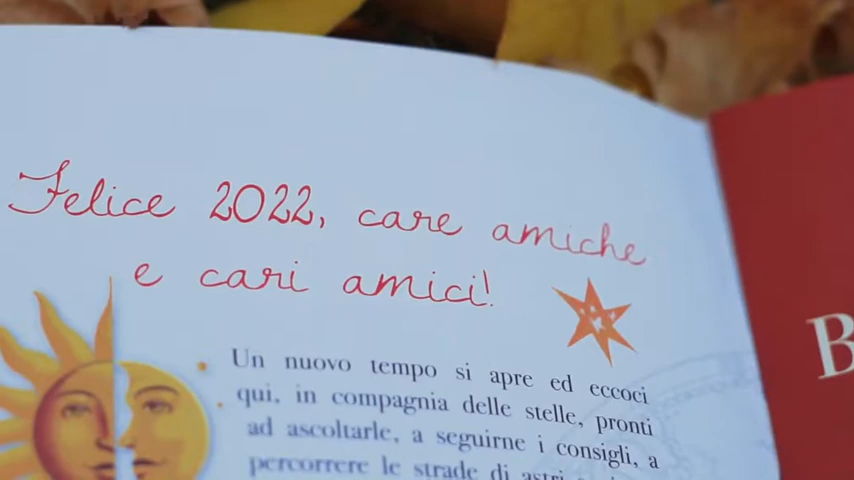 Felice 2022, care amiche
e cari amici!
Un nuovo tempo si apre ed eccoci
qui, in compagnia delle stelle, pronti
ad ascoltarle, a seguirne i consigli, a
percorrere le strade di astri
B